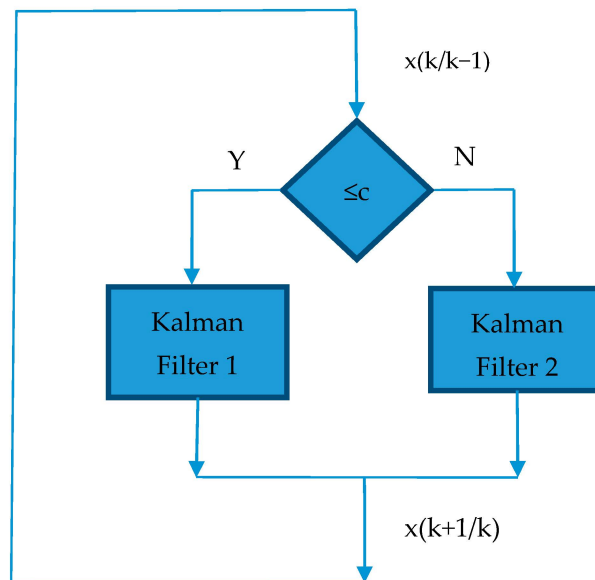 x(k/k−1)
Y
N
≤c
Kalman
Filter 1
Kalman
Filter 2
x(k+1/k)